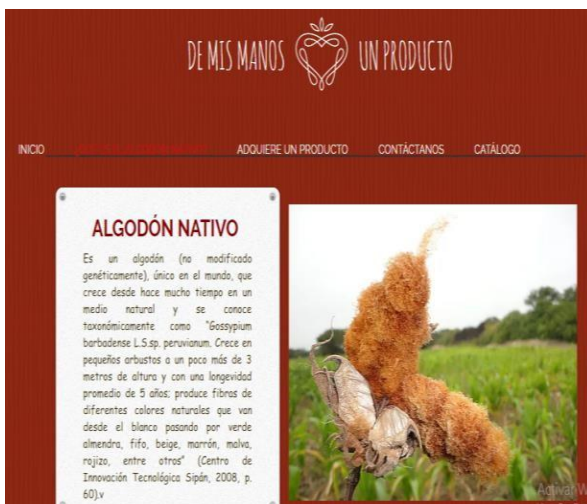 DE MIS MANOS UN PRODUCTO
INICIO
ADQUIERE UN PRODUCTO
CONTÁCTANOS
CATÁLOGO
ALGODÓN NATIVO
Es un algodón (no modificado
genéticamente), único en el mundo, que
crece desde hace mucho tiempo en un
medio natural y se conoce
taxonómicamente como "Gossypium
barbadense L.S.sp. peruvianum. Crece en
pequeños arbustos a un poco más de 3
metros de altura y con una longevidad
promedio de 5 años; produce fibras de
diferentes colores naturales que van
desde el blanco pasando por verde
almendra, fifo, beige, marrón, malva,
rojizo, entre otros" (Centro de
Innovación Tecnológica Sipán, 2008, p.
60).v